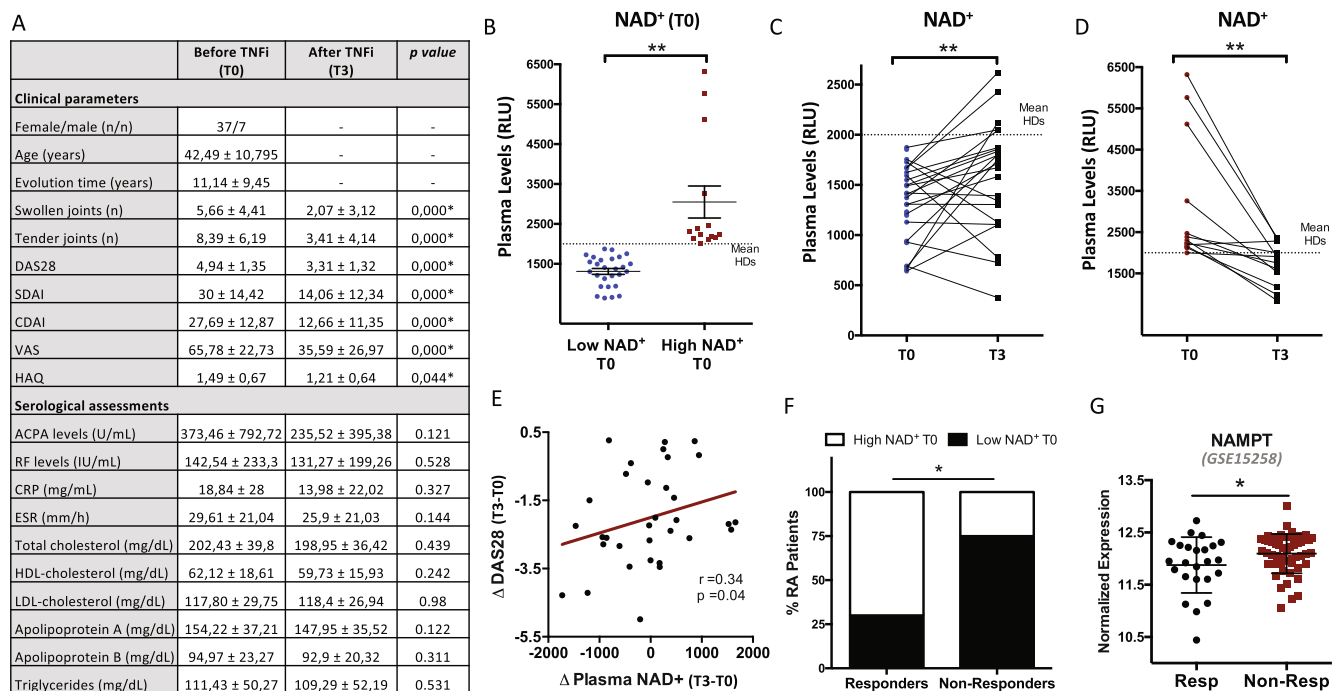 A
Before TNFi (T0) After TNFi (T3) p value
Clinical parameters
Female/male (n/n) 37/7 - -
Age (years) 42,49 ± 10,795 - -
Evolution time (years) 11,14 ± 9,45 - -
Swollen joints (n) 5,66 ± 4,41 2,07 ± 3,12 0,000*
Tender joints (n) 8,39 ± 6,19 3,41 ± 4,14 0,000*
DAS28 4,94 ± 1,35 3,31 ± 1,32 0,000*
SDAI 30 ± 14,42 14,06 ± 12,34 0,000*
CDAI 27,69 ± 12,87 12,66 ± 11,35 0,000*
VAS 65,78 ± 22,73 35,59 ± 26,97 0,000*
HAQ 1,49 ± 0,67 1,21 ± 0,64 0,044*
Serological assessments
ACPA levels (U/mL) 373,46 ± 792,72 235,52 ± 395,38 0.121
RF levels (IU/mL) 142,54 ± 233,3 131,27 ± 199,26 0.528
CRP (mg/mL) 18,84 ± 28 13,98 ± 22,02 0.327
ESR (mm/h) 29,61 ± 21,04 25,9 ± 21,03 0.144
Total cholesterol (mg/dL) 202,43 ± 39,8 198,95 ± 36,42 0.439
HDL-cholesterol (mg/dL) 62,12 ± 18,61 59,73 ± 15,93 0.242
LDL-cholesterol (mg/dL) 117,80 ± 29,75 118,4 ± 26,94 0.98
Apolipoprotein A (mg/dL) 154,22 ± 37,21 147,95 ± 35,52 0.122
Apolipoprotein B (mg/dL) 94,97 ± 23,27 92,9 ± 20,32 0.311
Triglycerides (mg/dL) 111,43 ± 50,27 109,29 ± 52,19 0.531
B
NAD+ (T0)
**
Plasma Levels (RLU)
6500
5500
4500
3500
2500
1500
Mean HDs
Low NAD+ T0
High NAD+ T0
C
NAD+
**
Plasma Levels (RLU)
2500
2000
1500
1000
500
0
Mean HDs
T0
T3
D
NAD+
**
Plasma Levels (RLU)
6500
5500
4500
3500
2500
1500
Mean HDs
T0
T3
E
Δ DAS28 (T3-T0)
0.5
-1.5
-3.5
-5.5
r =0.34
p =0.04
-2000 -1000 0 1000 2000
Δ Plasma NAD+ (T3-T0)
F
High NAD+ T0 Low NAD+ T0
*
% RA Patients
100
75
50
25
0
Responders Non-Responders
G
NAMPT
(GSE15258)
*
Normalized Expression
13.5
12.5
11.5
10.5
Resp Non-Resp